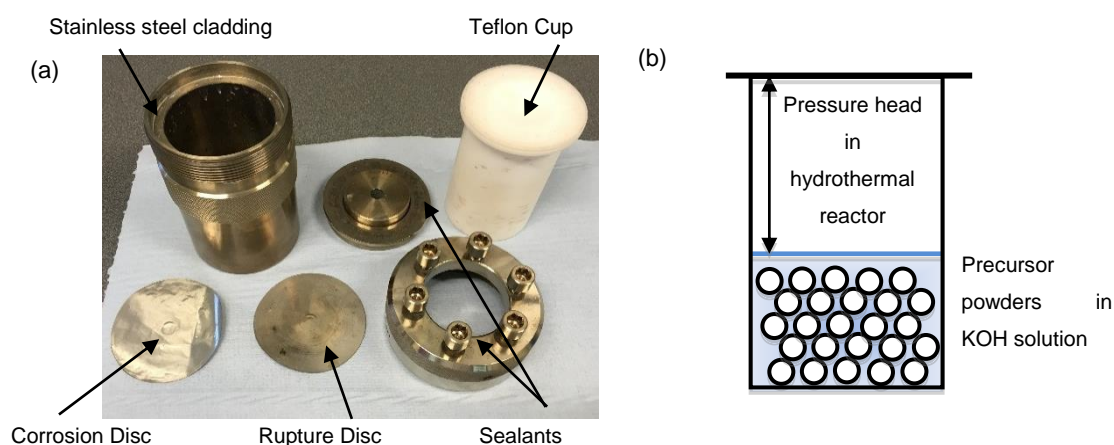 Stainless steel cladding
Teflon Cup
(a)
(b)
Pressure head
in
hydrothermal
reactor
Precursor
powders in
KOH solution
Corrosion Disc
Rupture Disc
Sealants